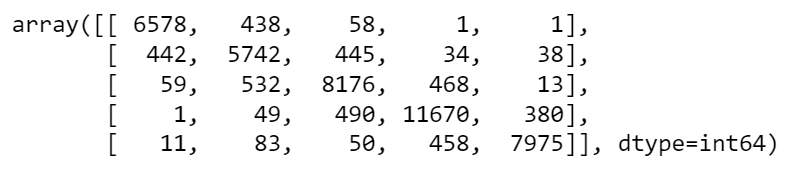 array([[ 6578, 438, 58, 1, 1],
[ 442, 5742, 445, 34, 38],
[ 59, 532, 8176, 468, 13],
[ 1, 49, 490, 11670, 380],
[ 11, 83, 50, 458, 7975]], dtype=int64)